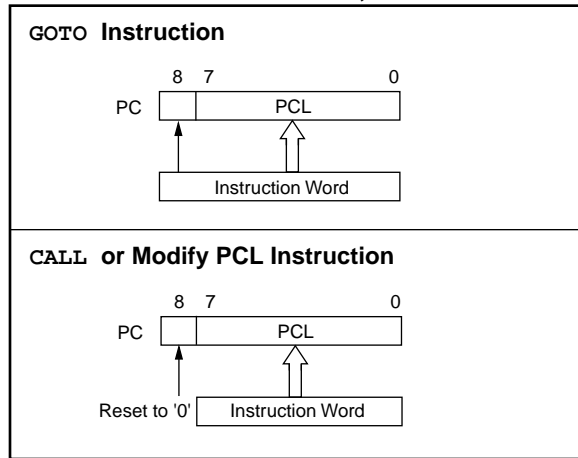 GOTO Instruction
8 7 0
PC PCL
Instruction Word
CALL or Modify PCL Instruction
8 7 0
PC PCL
Reset to '0' Instruction Word